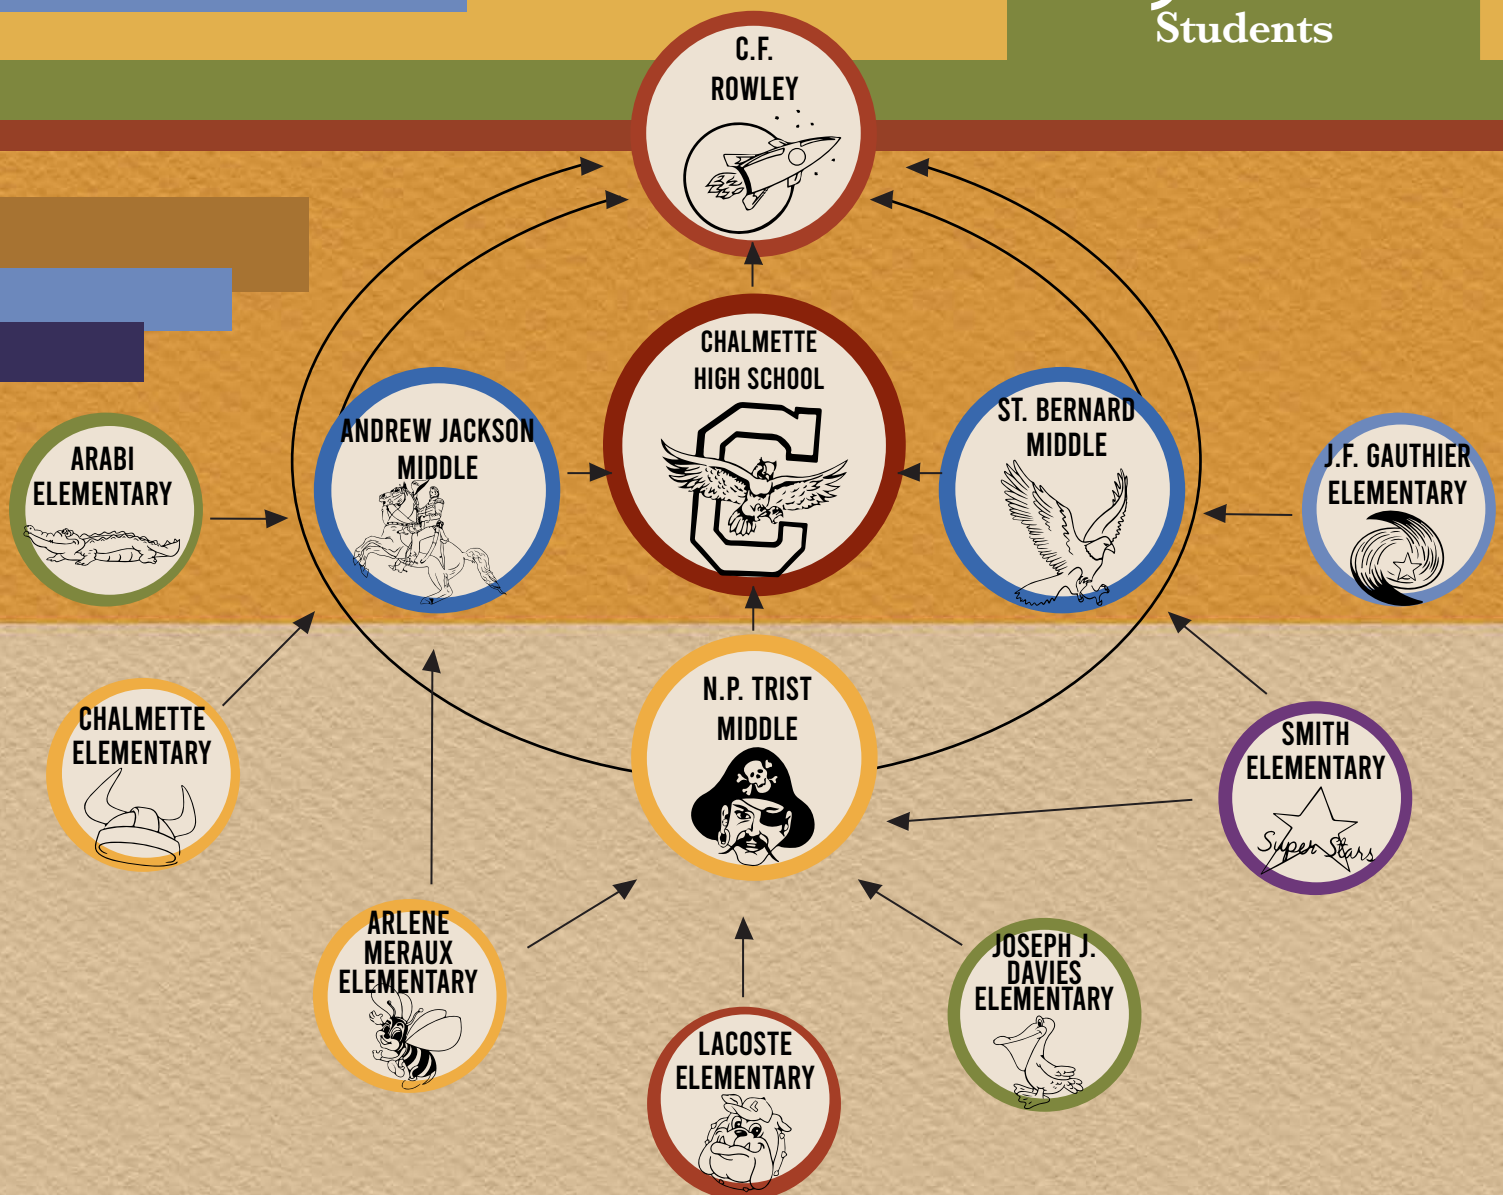 Students
C.F.
ROWLEY
CHALMETTE
HIGH SCHOOL
C
ANDREW JACKSON
MIDDLE
ST. BERNARD
MIDDLE
ARABI
ELEMENTARY
J.F. GAUTHIER
ELEMENTARY
N.P. TRIST
MIDDLE
CHALMETTE
ELEMENTARY
SMITH
ELEMENTARY
Super Stars
ARLENE
MERAUX
ELEMENTARY
JOSEPH J.
DAVIES
ELEMENTARY
LACOSTE
ELEMENTARY